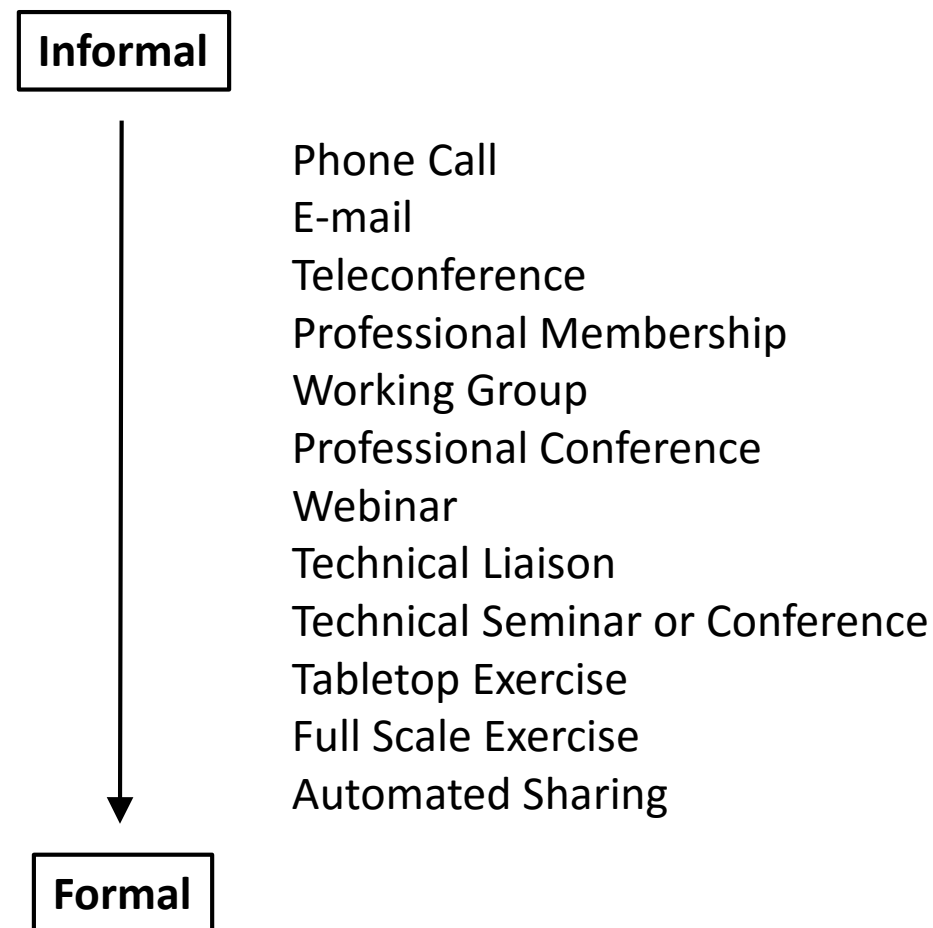 Informal
Phone Call
E-mail
Teleconference
Professional Membership
Working Group
Professional Conference
Webinar
Technical Liaison
Technical Seminar or Conference
Tabletop Exercise
Full Scale Exercise
Automated Sharing
Formal